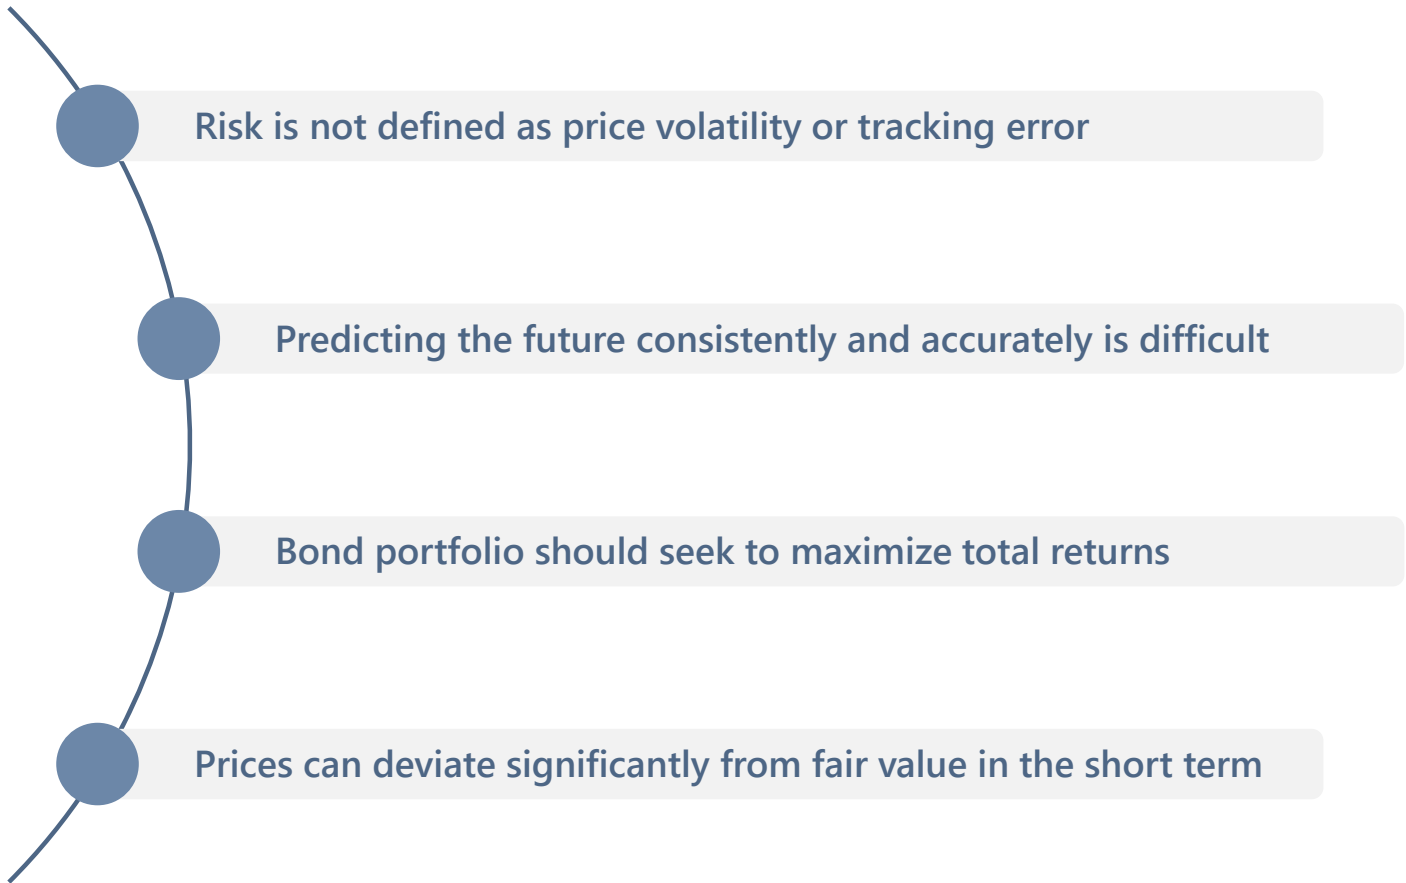 Risk is not defined as price volatility or tracking error
Predicting the future consistently and accurately is difficult
Bond portfolio should seek to maximize total returns
Prices can deviate significantly from fair value in the short term